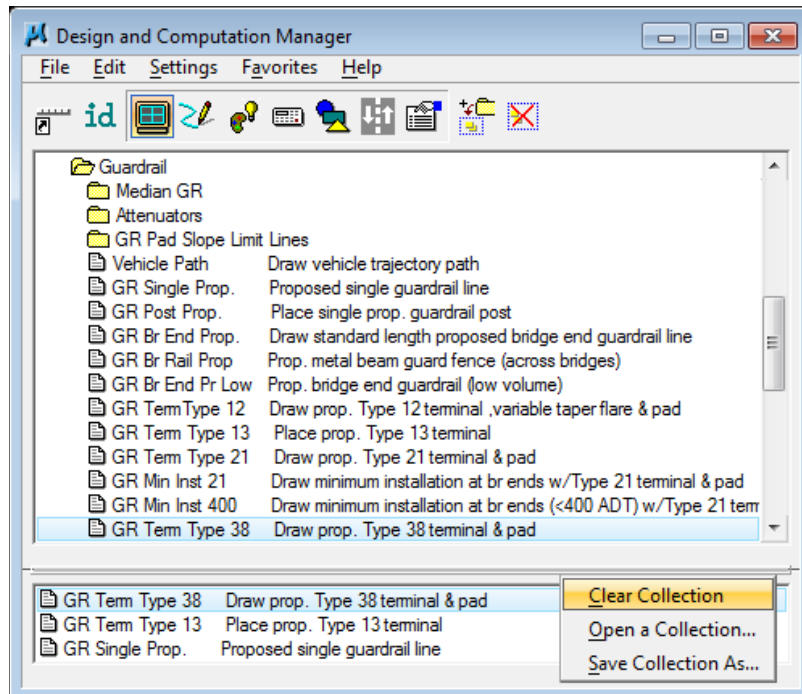 Design and Computation Manager
File Edit Settings Favorites Help
id
Guardrail
Median GR
Attenuators
GR Pad Slope Limit Lines
Vehicle Path Draw vehicle trajectory path
GR Single Prop. Proposed single guardrail line
GR Post Prop. Place single prop. guardrail post
GR Br End Prop. Draw standard length proposed bridge end guardrail line
GR Br Rail Prop Prop. metal beam guard fence (across bridges)
GR Br End Pr Low Prop. bridge end guardrail (low volume)
GR TermType 12 Draw prop. Type 12 terminal ,variable taper flare & pad
GR Term Type 13 Place prop. Type 13 terminal
GR Term Type 21 Draw prop. Type 21 terminal & pad
GR Min Inst 21 Draw minimum installation at br ends w/Type 21 terminal & pad
GR Min Inst 400 Draw minimum installation at br ends (<400 ADT) w/Type 21 term
GR Term Type 38 Draw prop. Type 38 terminal & pad
GR Term Type 38 Draw prop. Type 38 terminal & pad
GR Term Type 13 Place prop. Type 13 terminal
GR Single Prop. Proposed single guardrail line
Clear Collection
Open a Collection...
Save Collection As...